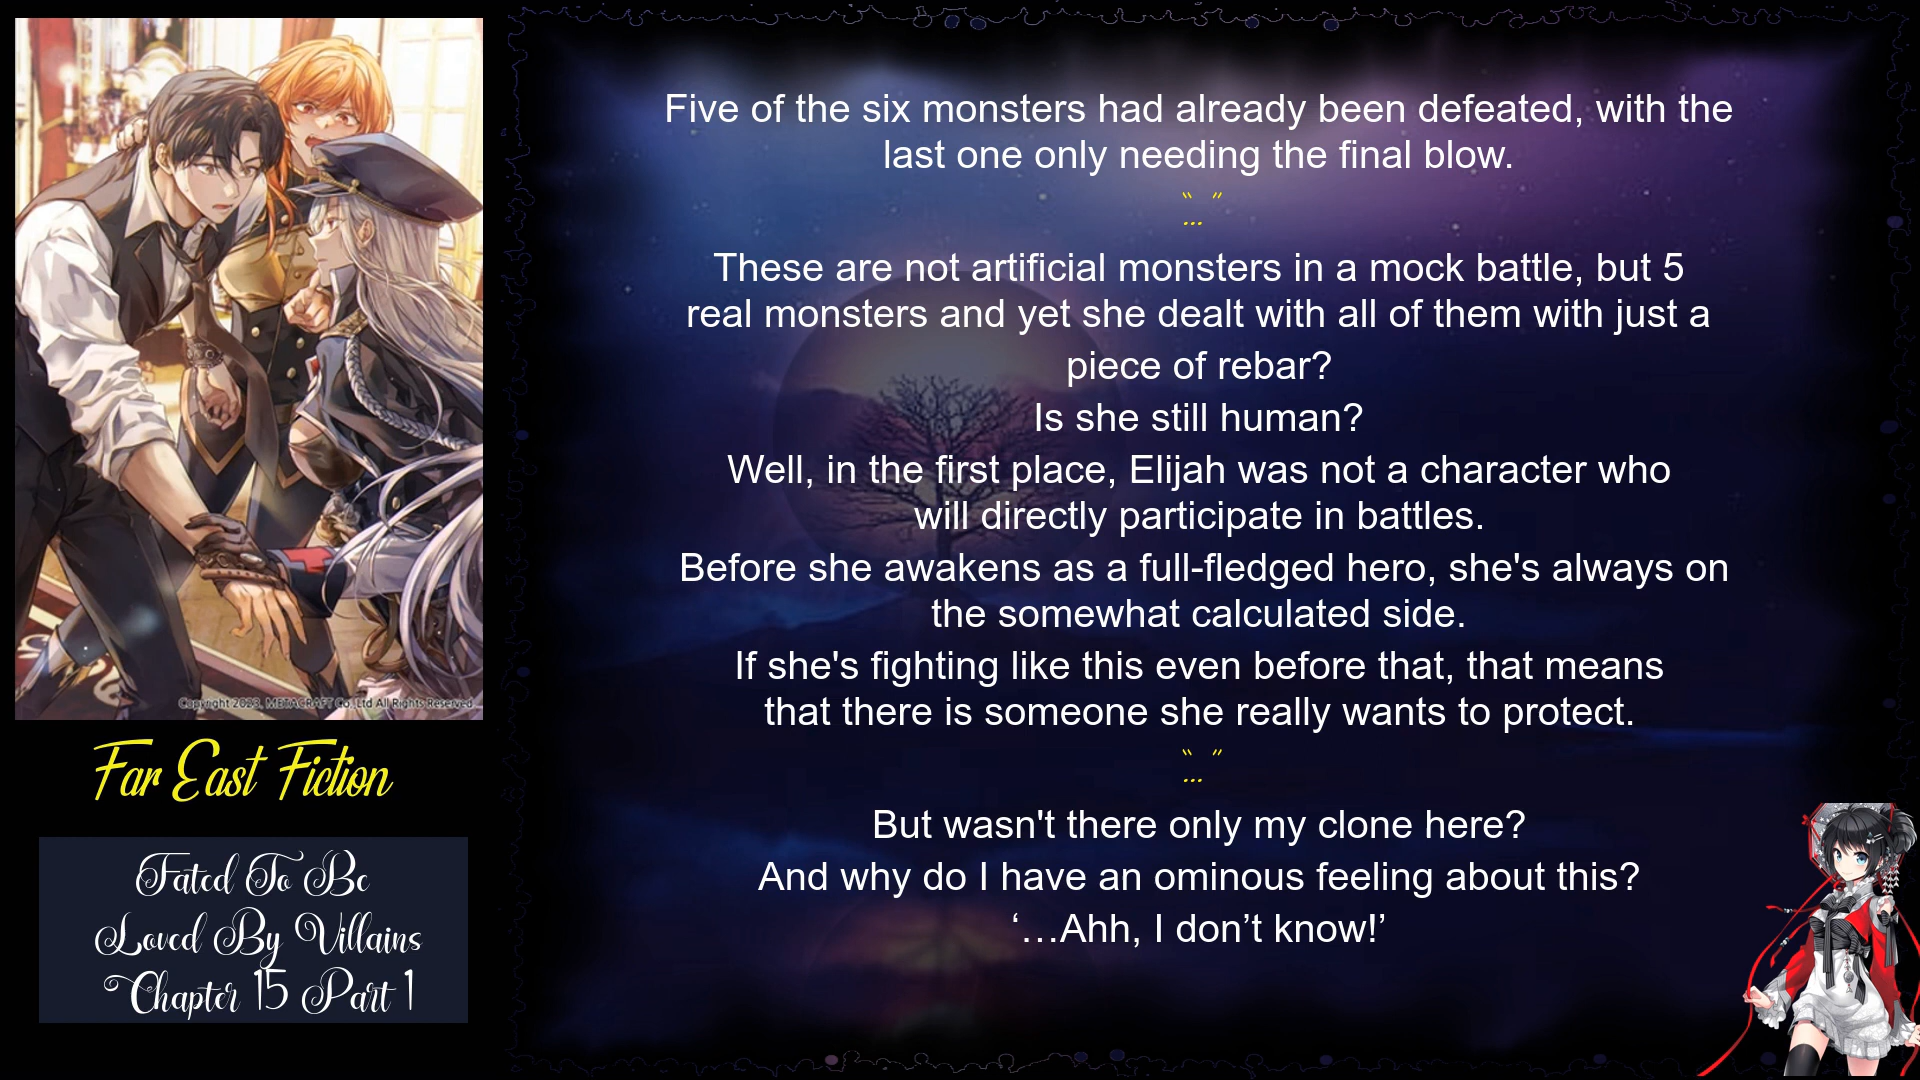 Five of the six monsters had already been defeated, with the
last one only needing the final blow.
“…”
These are not artificial monsters in a mock battle, but 5
real monsters and yet she dealt with all of them with just a
piece of rebar?
Is she still human?
Well, in the first place, Elijah was not a character who
will directly participate in battles.
Before she awakens as a full-fledged hero, she's always on
the somewhat calculated side.
If she's fighting like this even before that, that means
that there is someone she really wants to protect.
“…”
But wasn't there only my clone here?
And why do I have an ominous feeling about this?
‘…Ahh, I don’t know!’
Copyright 2023. METACRAFT Co.,Ltd All Rights Reserved
Far East Fiction
Fated To Be
Loved By Villains
Chapter 15 Part 1